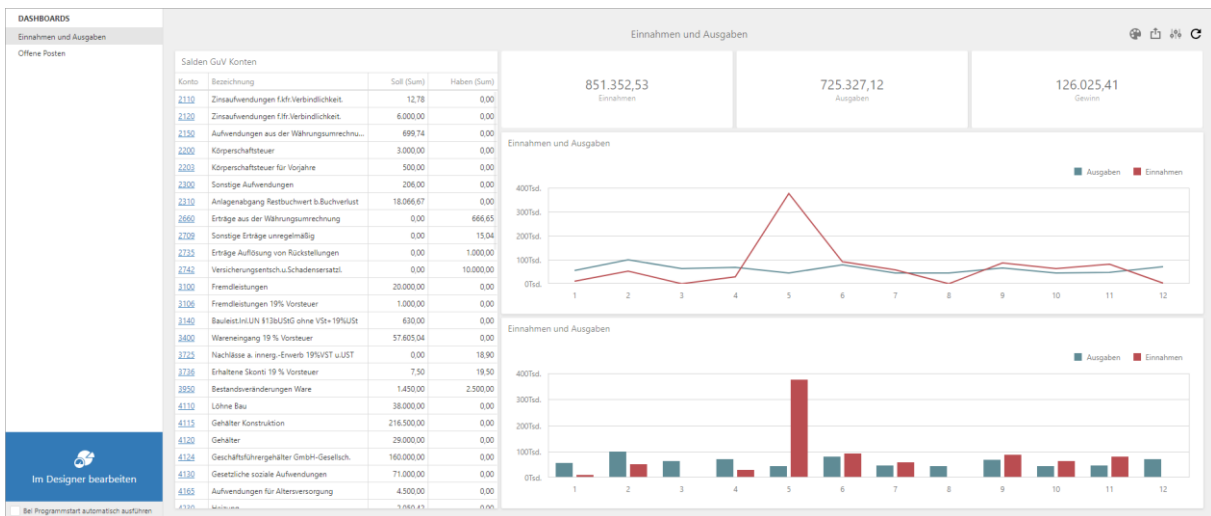 DASHBOARDS
Einnahmen und Ausgaben
Offene Posten
Im Designer bearbeiten
Bei Programmstart automatisch ausführen
Einnahmen und Ausgaben
Salden GuV Konten
Konto Bezeichnung Soll (Sum) Haben (Sum)
2110 Zinsaufwendungen f.kfr.Verbindlichkeit. 12,78 0,00
2120 Zinsaufwendungen f.lfr.Verbindlichkeit. 6.000,00 0,00
2150 Aufwendungen aus der Währungsumrechnu... 699,74 0,00
2200 Körperschaftsteuer 3.000,00 0,00
2203 Körperschaftsteuer für Vorjahre 500,00 0,00
2300 Sonstige Aufwendungen 206,00 0,00
2310 Anlagenabgang Restbuchwert b.Buchverlust 18.066,67 0,00
2660 Erträge aus der Währungsumrechnung 0,00 666,65
2709 Sonstige Erträge unregelmäßig 0,00 15,04
2735 Erträge Auflösung von Rückstellungen 0,00 1.000,00
2742 Versicherungsentsch.u.Schadensersatzl. 0,00 10.000,00
3100 Fremdleistungen 20.000,00 0,00
3106 Fremdleistungen 19% Vorsteuer 1.000,00 0,00
3140 Bauleist.Inl.UN §13bUStG ohne VSt+19%USt 630,00 0,00
3400 Wareneingang 19 % Vorsteuer 57.605,04 0,00
3725 Nachlässe a. innerg.-Erwerb 19%VST u.UST 0,00 18,90
3736 Erhaltene Skonti 19 % Vorsteuer 7,50 19,50
3950 Bestandsveränderungen Ware 1.450,00 2.500,00
4110 Löhne Bau 38.000,00 0,00
4115 Gehälter Konstruktion 216.500,00 0,00
4120 Gehälter 29.000,00 0,00
4124 Geschäftsführergehälter GmbH-Gesellsch. 160.000,00 0,00
4130 Gesetzliche soziale Aufwendungen 71.000,00 0,00
4165 Aufwendungen für Altersversorgung 4.500,00 0,00
851.352,53
Einnahmen
725.327,12
Ausgaben
126.025,41
Gewinn
Einnahmen und Ausgaben
Ausgaben Einnahmen
400Tsd.
300Tsd.
200Tsd.
100Tsd.
0Tsd.
1 2 3 4 5 6 7 8 9 10 11 12
Einnahmen und Ausgaben
Ausgaben Einnahmen
400Tsd.
300Tsd.
200Tsd.
100Tsd.
0Tsd.
1 2 3 4 5 6 7 8 9 10 11 12